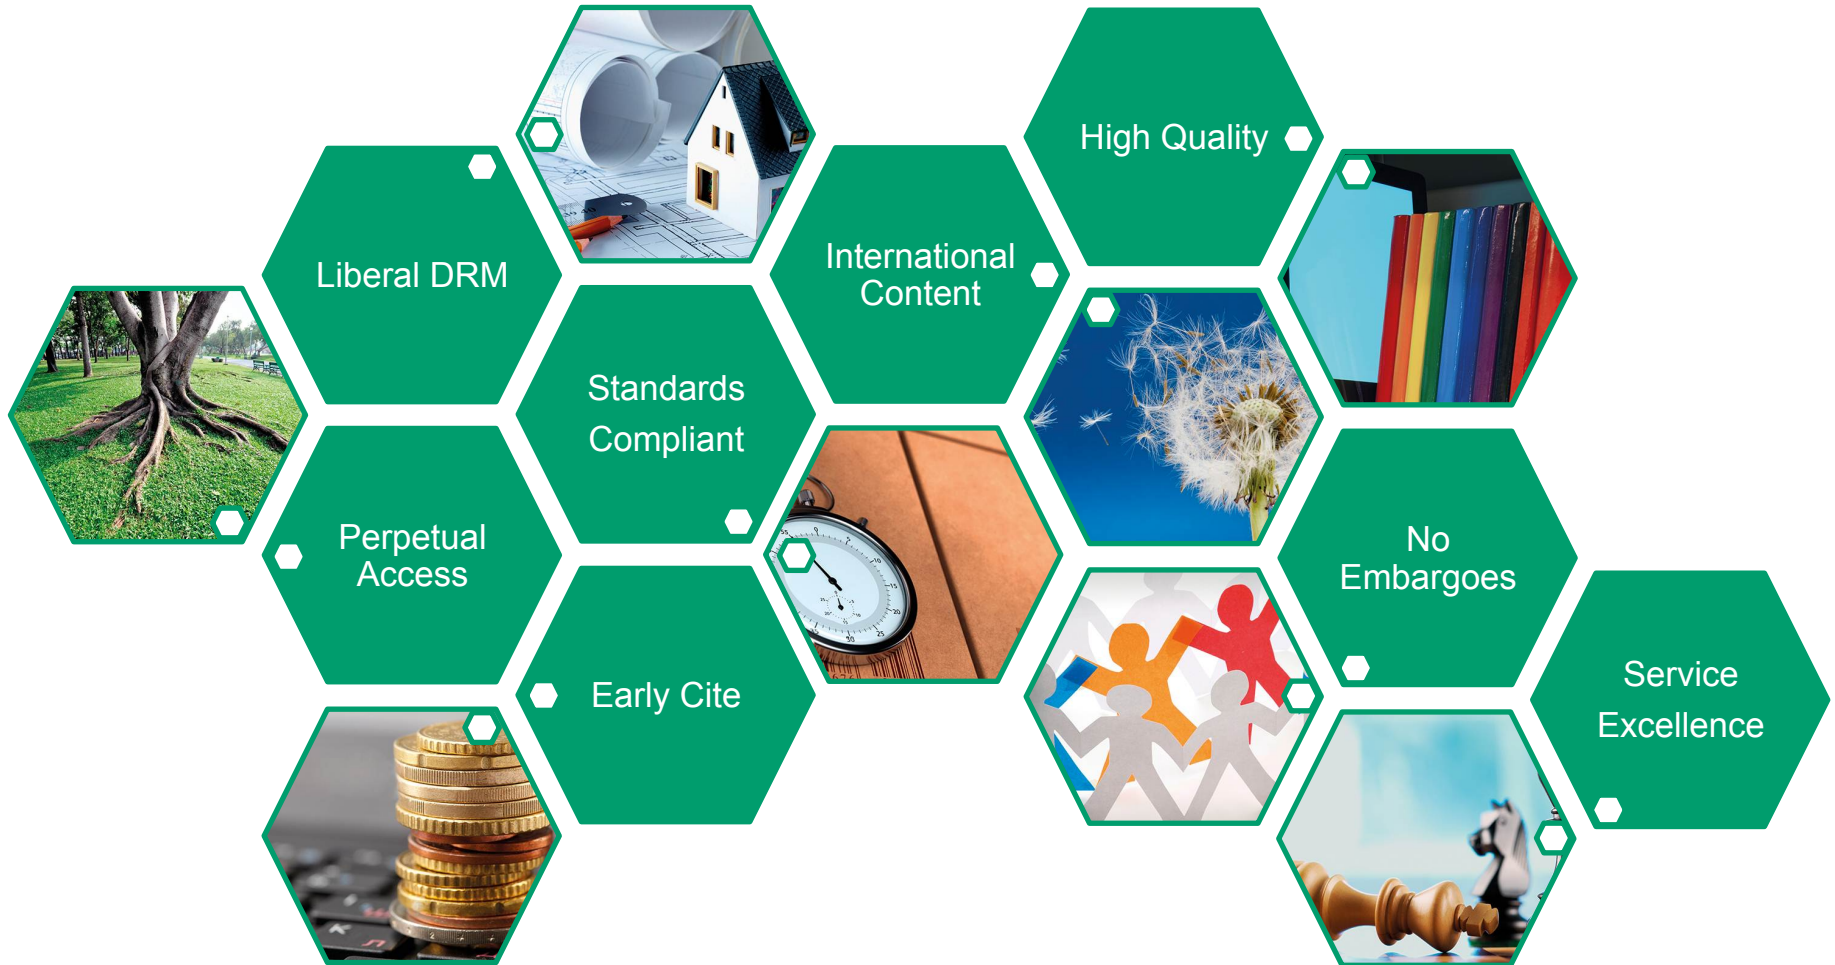 High Quality
International
Content
Liberal DRM
Standards
Compliant
Perpetual
Access
No
Embargoes
Early Cite
Service
Excellence